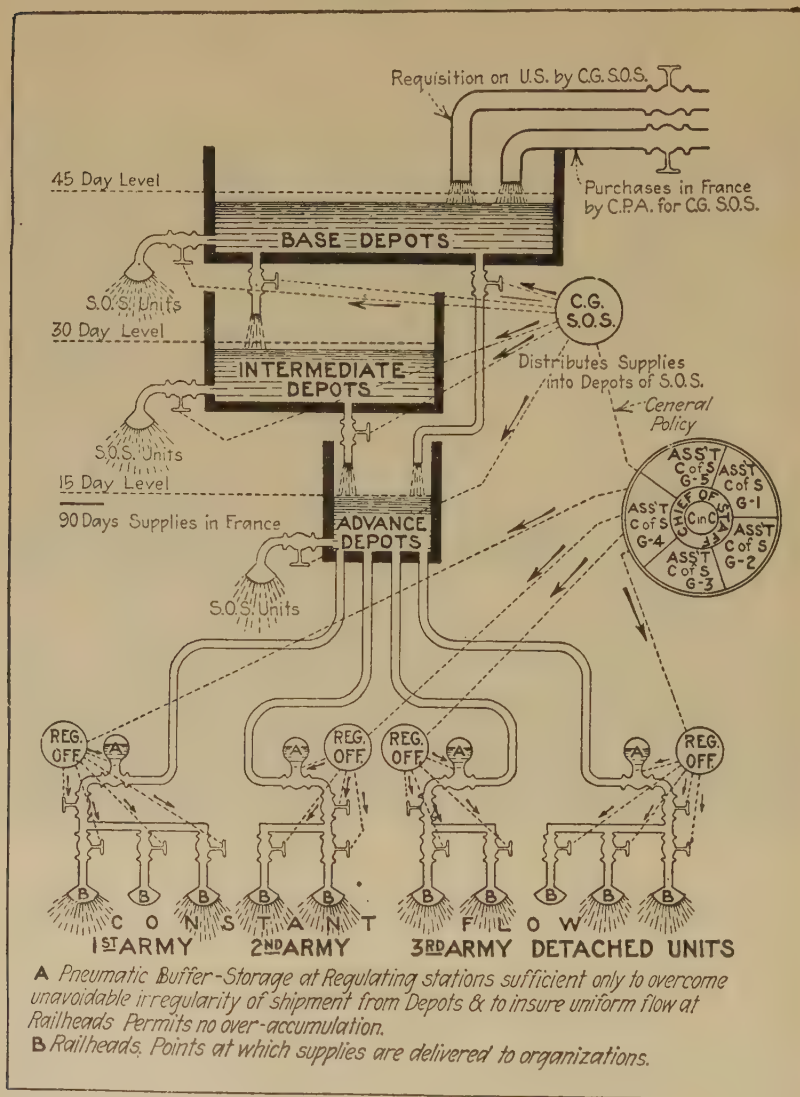 Requisition on U.S. by C.G. S.O.S.
45 Day Level
Purchases in France
by C.P.A. for C.G. S.O.S.
BASE DEPOTS
S.O.S. Units
C.G.
S.O.S.
30 Day Level
INTERMEDIATE
DEPOTS
Distributes Supplies
into Depots of S.O.S.
General
Policy
S.O.S. Units
15 Day Level
90 Days Supplies in France
ADVANCE
DEPOTS
S.O.S. Units
ASS'T
C of S
G-5
ASS'T
C of S
G-1
ASS'T
C of S
G-2
ASS'T
C of S
G-3
ASS'T
C of S
G-4
CHIEF OF STAFF
C in C
REG.
OFF.
A
A
REG.
OFF.
REG.
OFF.
A
A
REG.
OFF.
B B B B B B B B B B
CONSTANT FLOW
1ST ARMY 2ND ARMY 3RD ARMY DETACHED UNITS
A Pneumatic Buffer-Storage at Regulating stations sufficient only to overcome
unavoidable irregularity of shipment from Depots & to insure uniform flow at
Railheads Permits no over-accumulation.
B Railheads. Points at which supplies are delivered to organizations.